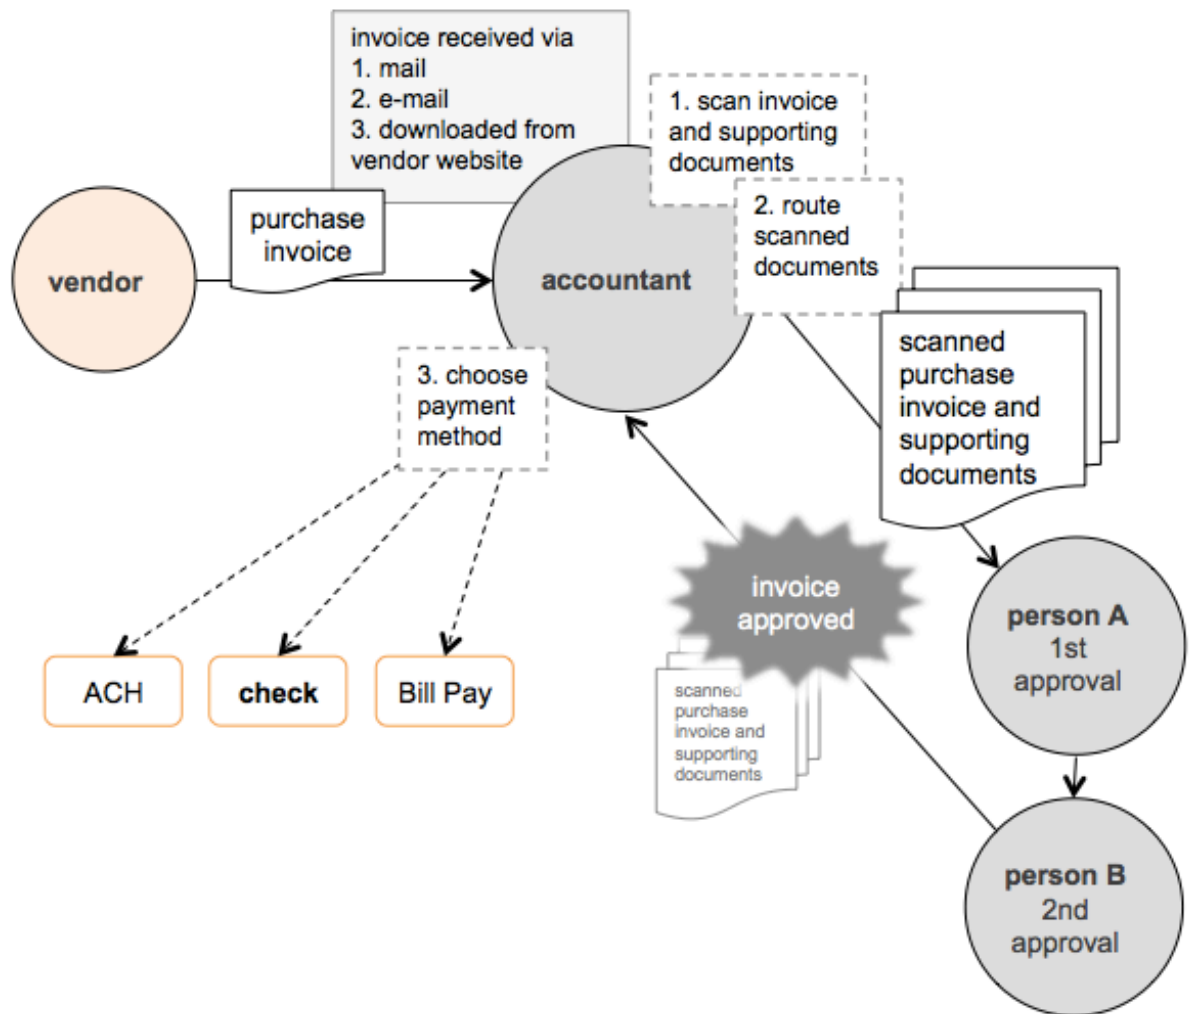 invoice received via
1. mail
2. e-mail
3. downloaded from
vendor website
1. scan invoice
and supporting
documents
2. route
scanned
documents
purchase
invoice
vendor
accountant
scanned
purchase
invoice and
supporting
documents
3. choose
payment
method
invoice
approved
person A
1st
approval
ACH
check
Bill Pay
scanned
purchase
invoice and
supporting
documents
person B
2nd
approval